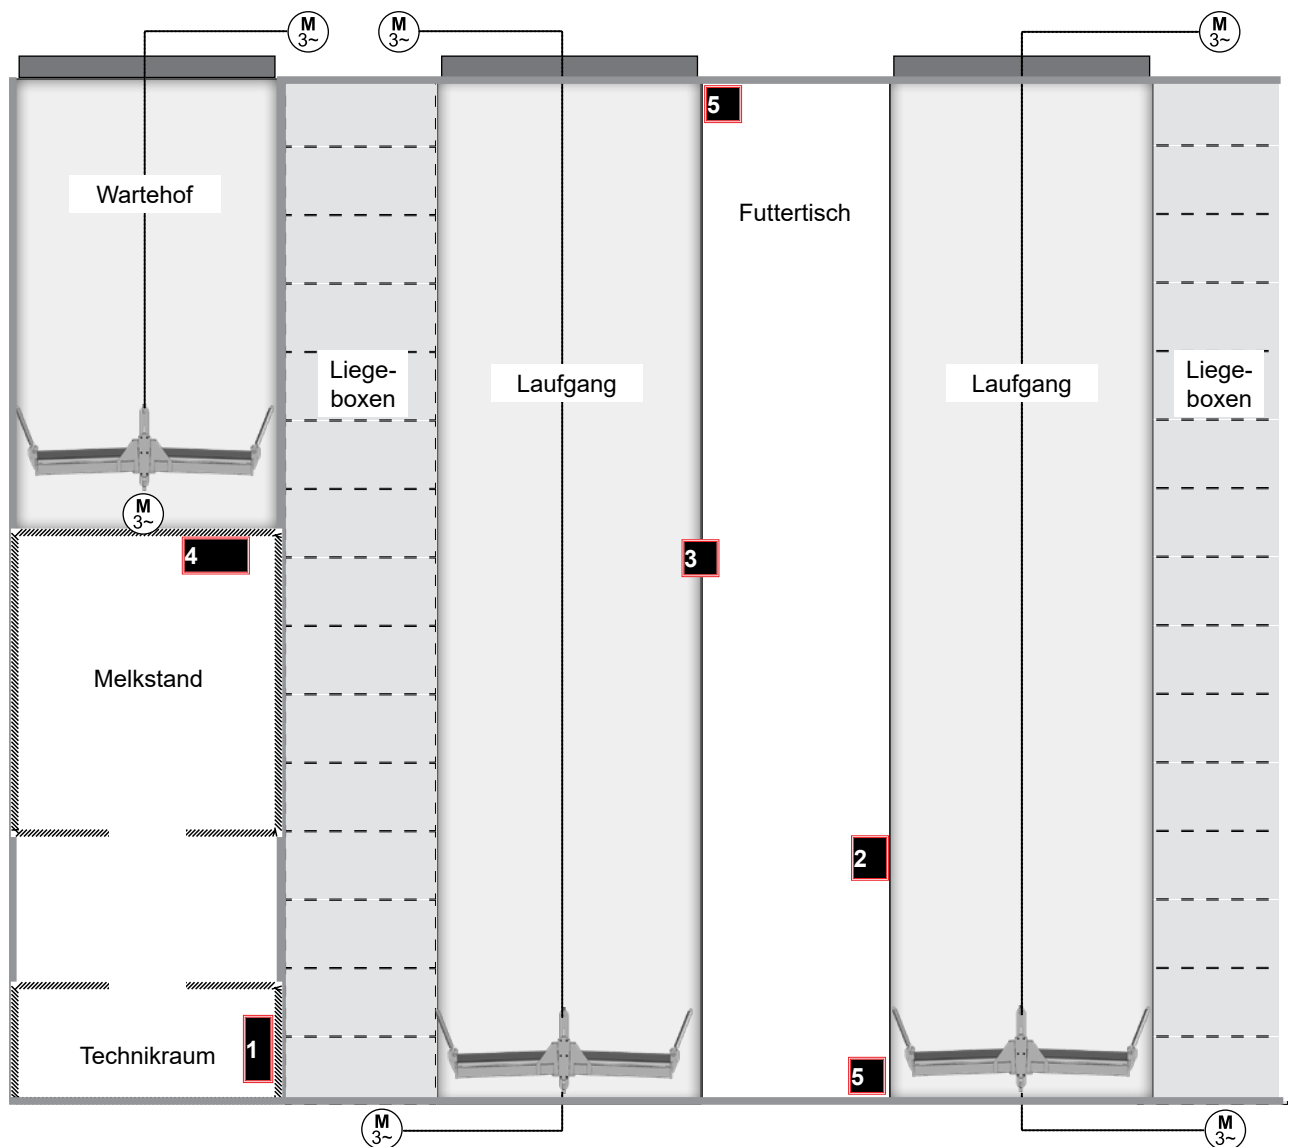 M
3~
M
3~
M
3~
5
Wartehof
Futtertisch
Liege-
boxen
Laufgang
Laufgang
Liege-
boxen
M
3~
4
3
Melkstand
2
Technikraum
1
5
M
3~
M
3~